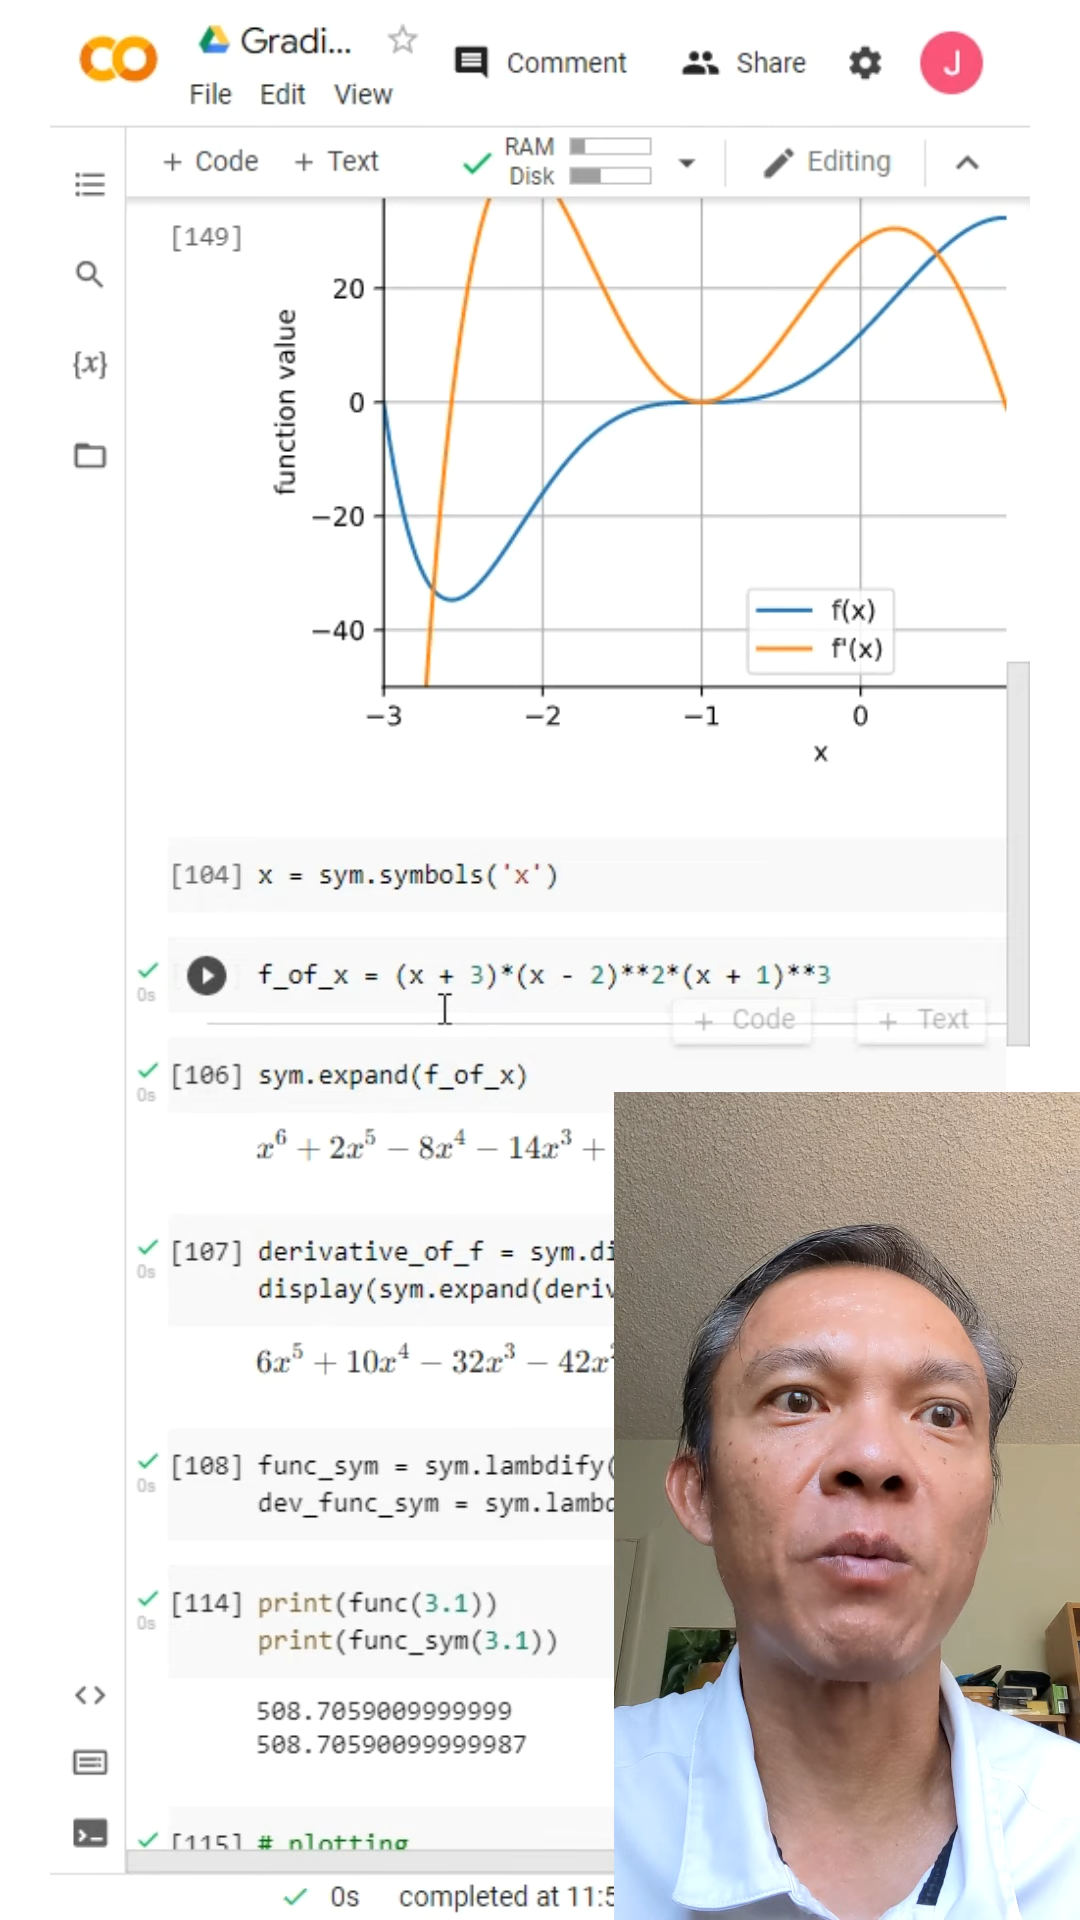 Gradi...
Comment
Share
J
File Edit View
+ Code + Text
RAM
Disk
Editing
[149]
function value
20
0
−20
−40
f(x)
f'(x)
−3 −2 −1 0
x
{x}
[104] x = sym.symbols('x')
f_of_x = (x + 3)*(x - 2)**2*(x + 1)**3
0s
+ Code + Text
[106] sym.expand(f_of_x)
0s
x⁶ + 2x⁵ − 8x⁴ − 14x³ +
[107] derivative_of_f = sym.di
0s
display(sym.expand(deriv
6x⁵ + 10x⁴ − 32x³ − 42x
[108] func_sym = sym.lambdify(
0s
dev_func_sym = sym.lambd
[114] print(func(3.1))
0s
print(func_sym(3.1))
508.7059009999999
508.70590099999987
[115] # plotting
0s completed at 11:5